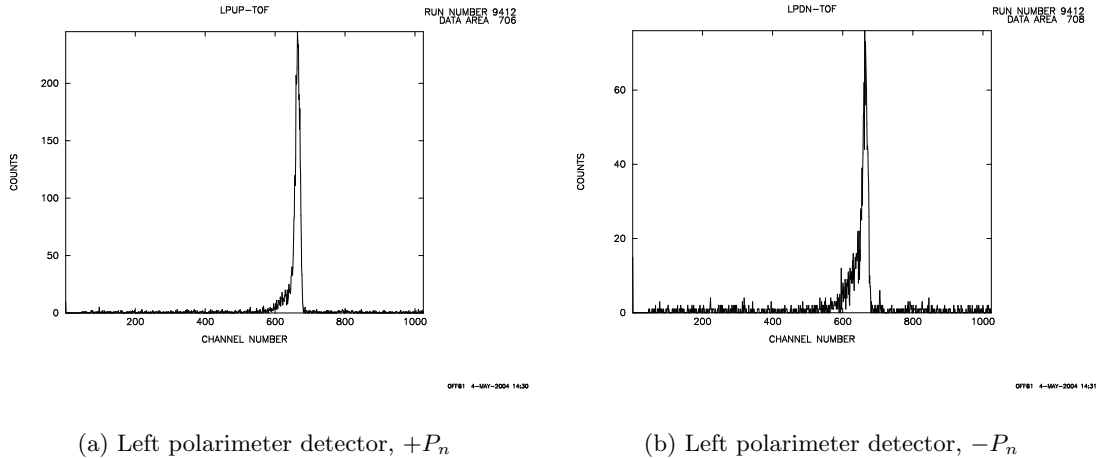 LPUP-TOF
RUN NUMBER 9412
DATA AREA 706
200
150
100
50
0
COUNTS
200 400 600 800 1000
CHANNEL NUMBER
OFF61 4-MAY-2004 14:30
(a) Left polarimeter detector, +Pn
LPDN-TOF
RUN NUMBER 9412
DATA AREA 708
60
40
20
0
COUNTS
200 400 600 800 1000
CHANNEL NUMBER
OFF61 4-MAY-2004 14:31
(b) Left polarimeter detector, −Pn